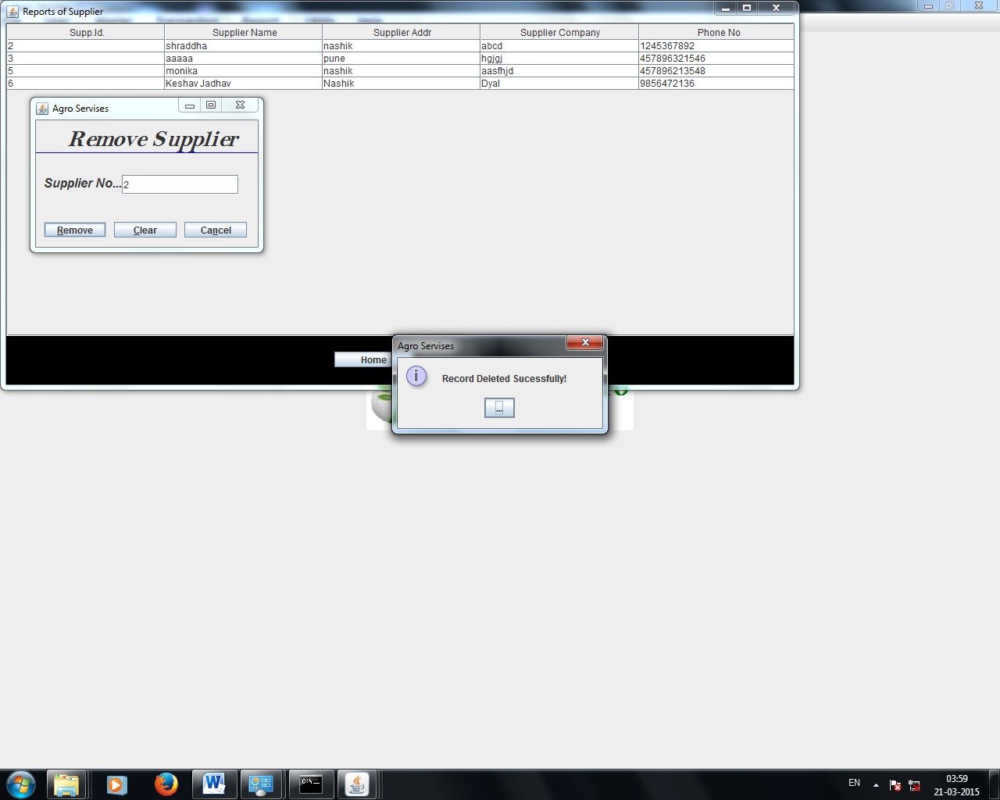 Reports of Supplier
Supp.Id. Supplier Name Supplier Addr Supplier Company Phone No
2 shraddha nashik abcd 1245367892
3 aaaaa pune hgjgj 457896321546
5 monika nashik aasfhjd 457896213548
6 Keshav Jadhav Nashik Dyal 9856472136
Agro Servises
Remove Supplier
Supplier No... 2
Remove Clear Cancel
Home
Agro Servises
Record Deleted Sucessfully!
...
EN 03:59
21-03-2015